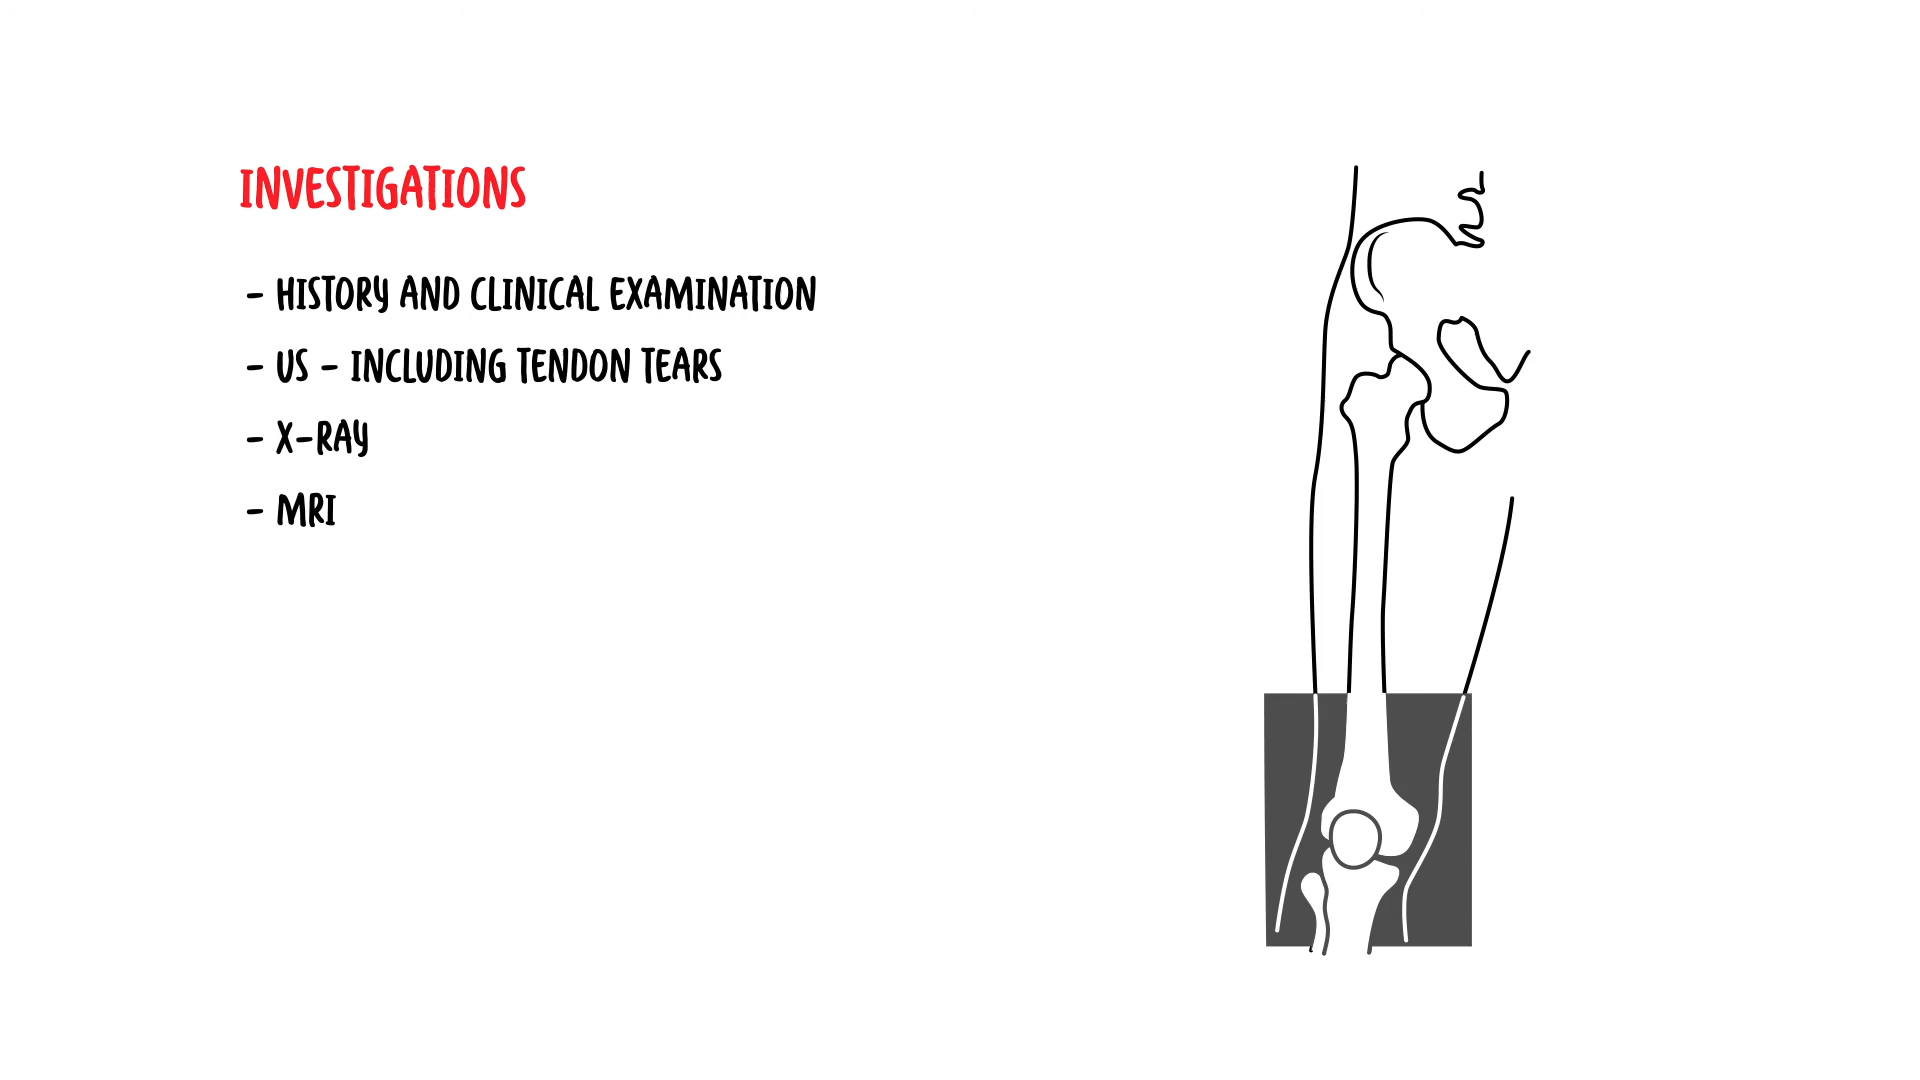 INVESTIGATIONS
- HISTORY AND CLINICAL EXAMINATION
- US - INCLUDING TENDON TEARS
- X-RAY
- MRI